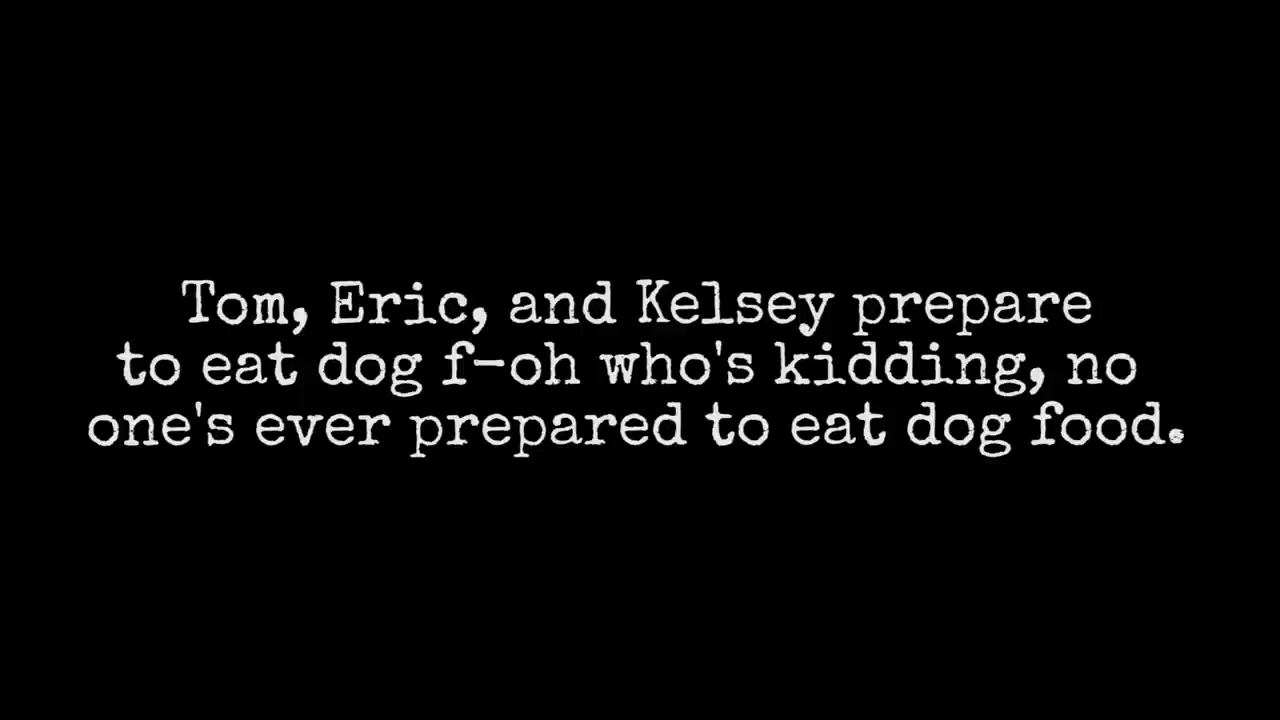 Tom, Eric, and Kelsey prepare
to eat dog f-oh who's kidding, no
one's ever prepared to eat dog food.